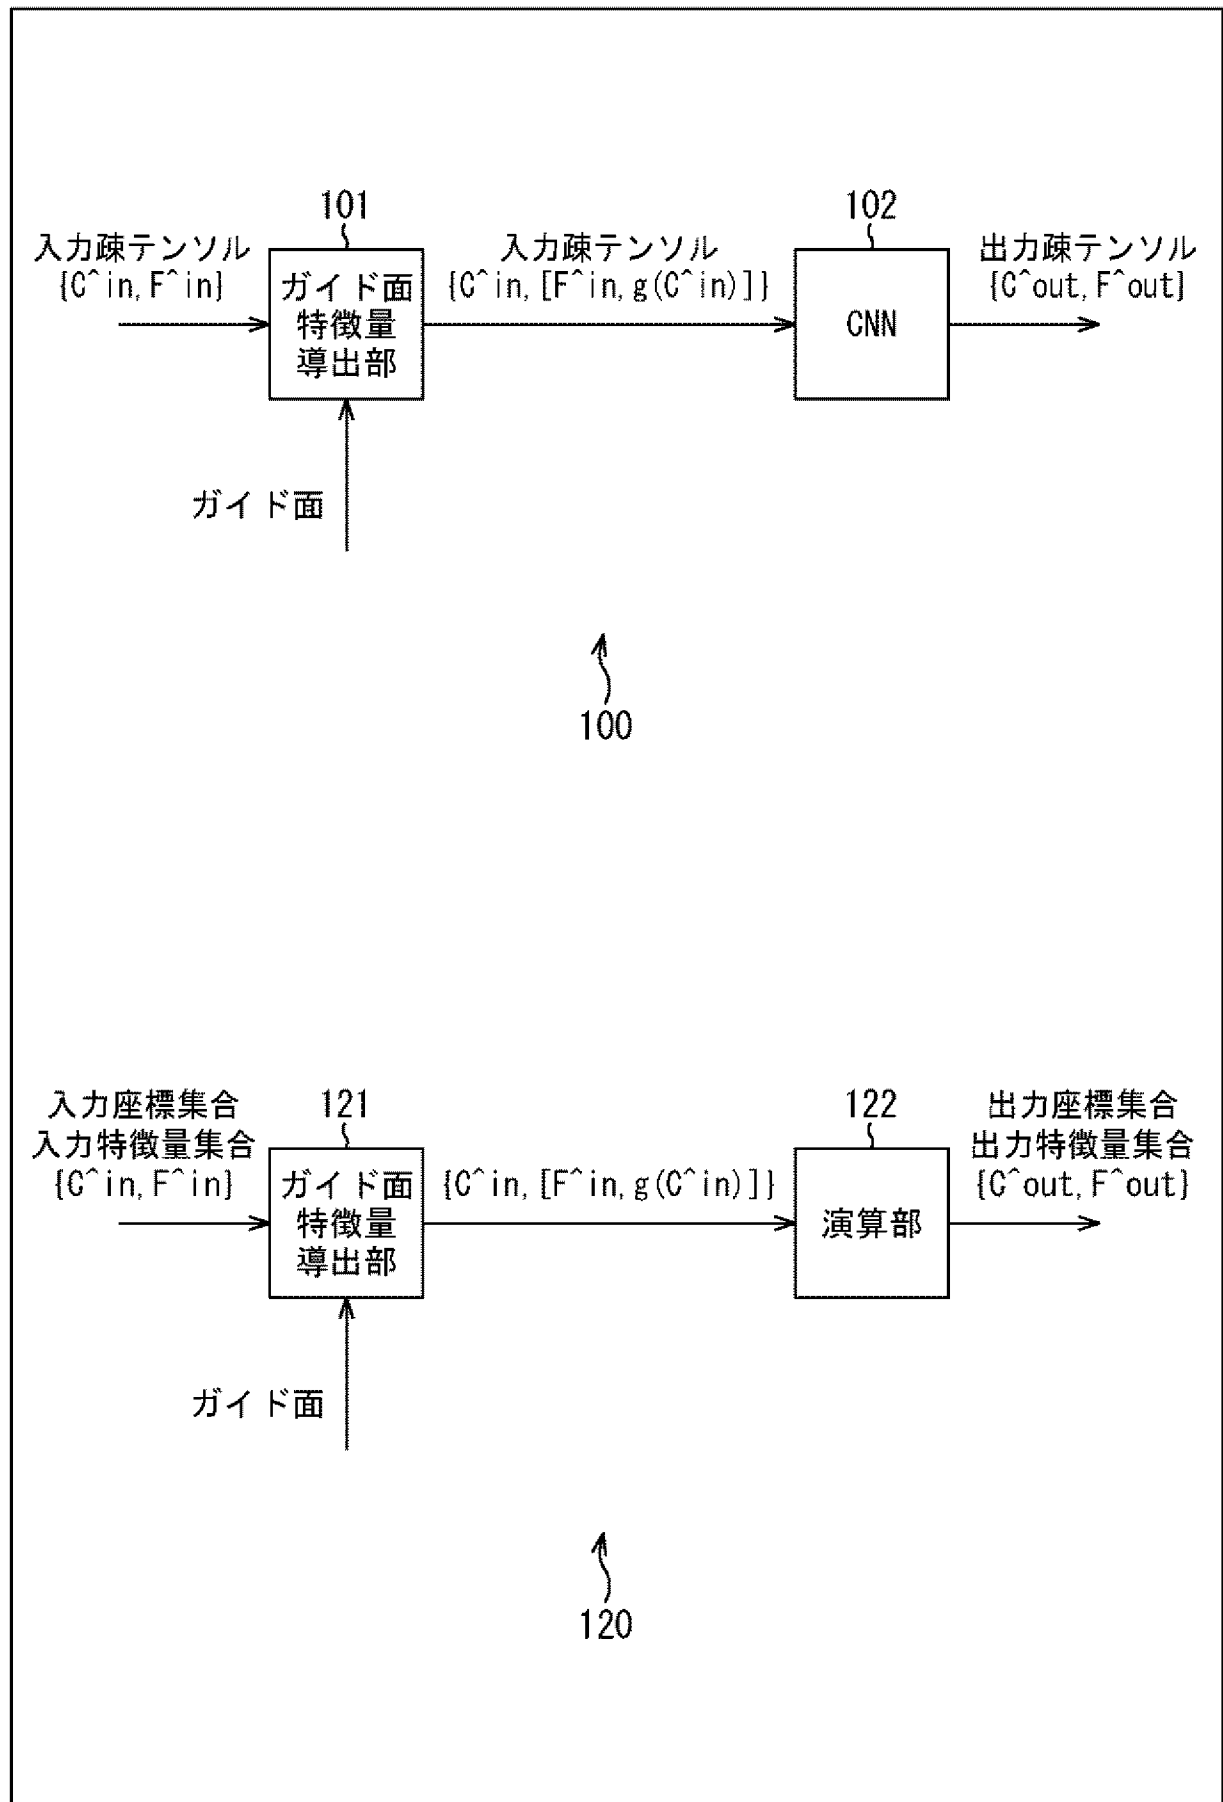 101
102
入力疎テンソル
{C^in, F^in}
ガイド面
特徴量
導出部
入力疎テンソル
{C^in, [F^in, g(C^in)]}
CNN
出力疎テンソル
{C^out, F^out}
ガイド面
100
121
122
入力座標集合
入力特徴量集合
{C^in, F^in}
ガイド面
特徴量
導出部
{C^in, [F^in, g(C^in)]}
演算部
出力座標集合
出力特徴量集合
{C^out, F^out}
ガイド面
120